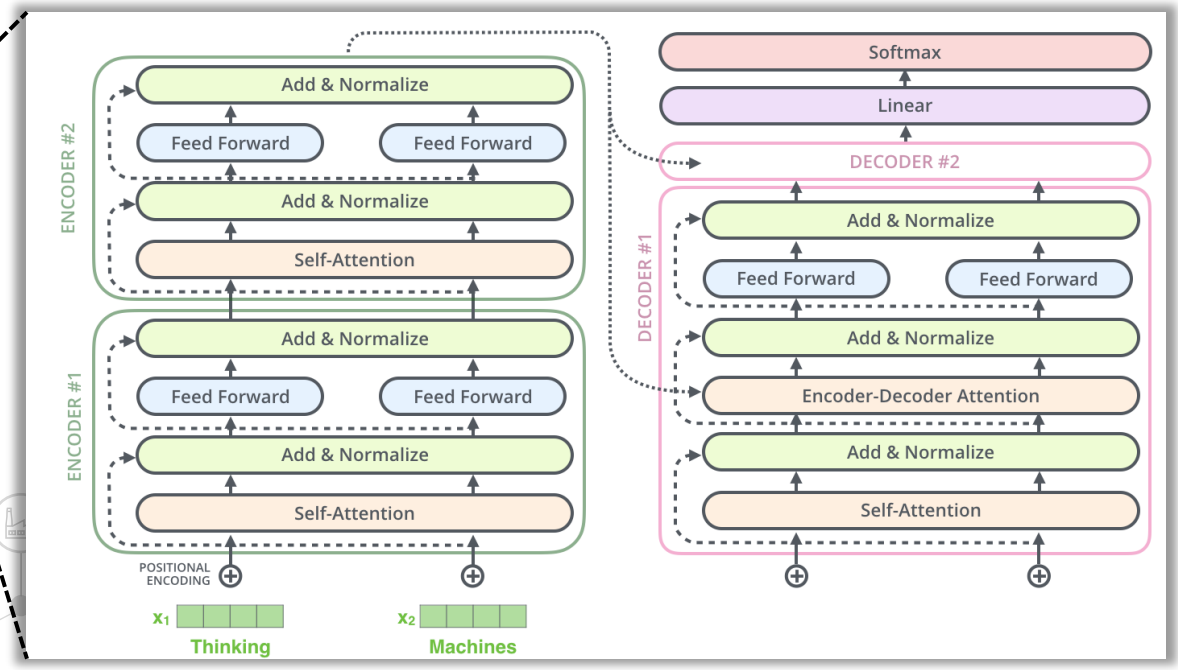 ENCODER #2
Add & Normalize
Feed Forward
Feed Forward
Add & Normalize
Self-Attention
ENCODER #1
Add & Normalize
Feed Forward
Feed Forward
Add & Normalize
Self-Attention
POSITIONAL
ENCODING
x₁
x₂
Thinking
Machines
Softmax
Linear
DECODER #2
DECODER #1
Add & Normalize
Feed Forward
Feed Forward
Add & Normalize
Encoder-Decoder Attention
Add & Normalize
Self-Attention